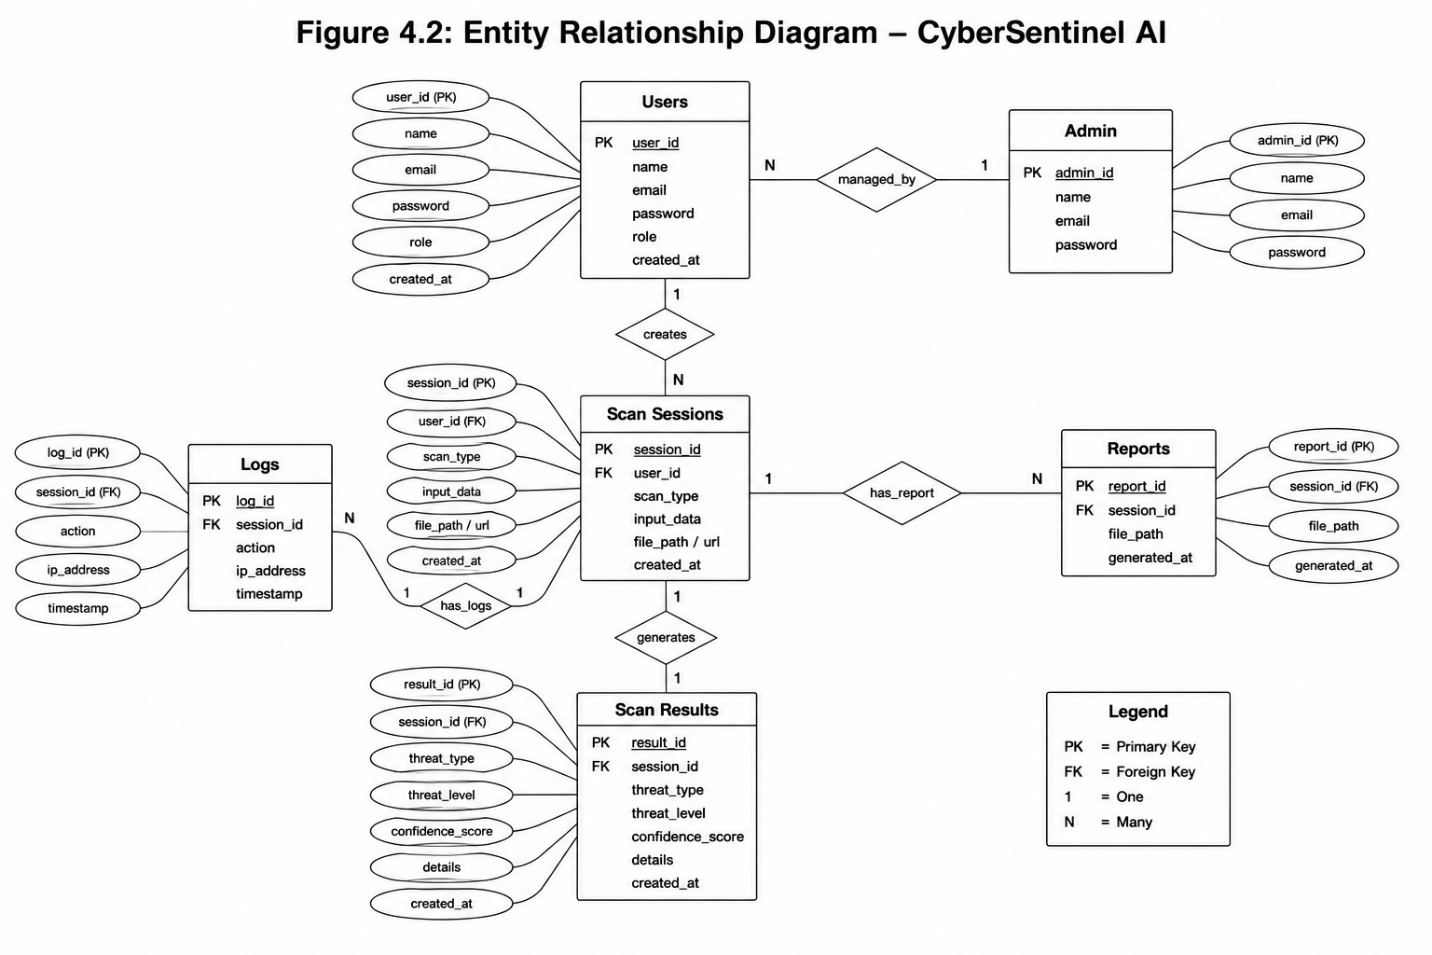 Figure 4.2: Entity Relationship Diagram – CyberSentinel AI
user_id (PK)
name
email
password
role
created_at
Users
PK user_id
name
email
password
role
created_at
N
managed_by
1
Admin
PK admin_id
name
email
password
admin_id (PK)
name
email
password
1
creates
N
session_id (PK)
user_id (FK)
scan_type
input_data
file_path / url
created_at
Scan Sessions
PK session_id
FK user_id
scan_type
input_data
file_path / url
created_at
1
has_report
N
Reports
PK report_id
FK session_id
file_path
generated_at
report_id (PK)
session_id (FK)
file_path
generated_at
log_id (PK)
session_id (FK)
action
ip_address
timestamp
Logs
PK log_id
FK session_id
action
ip_address
timestamp
N
1
has_logs
1
1
generates
1
result_id (PK)
session_id (FK)
threat_type
threat_level
confidence_score
details
created_at
Scan Results
PK result_id
FK session_id
threat_type
threat_level
confidence_score
details
created_at
Legend
PK = Primary Key
FK = Foreign Key
1 = One
N = Many